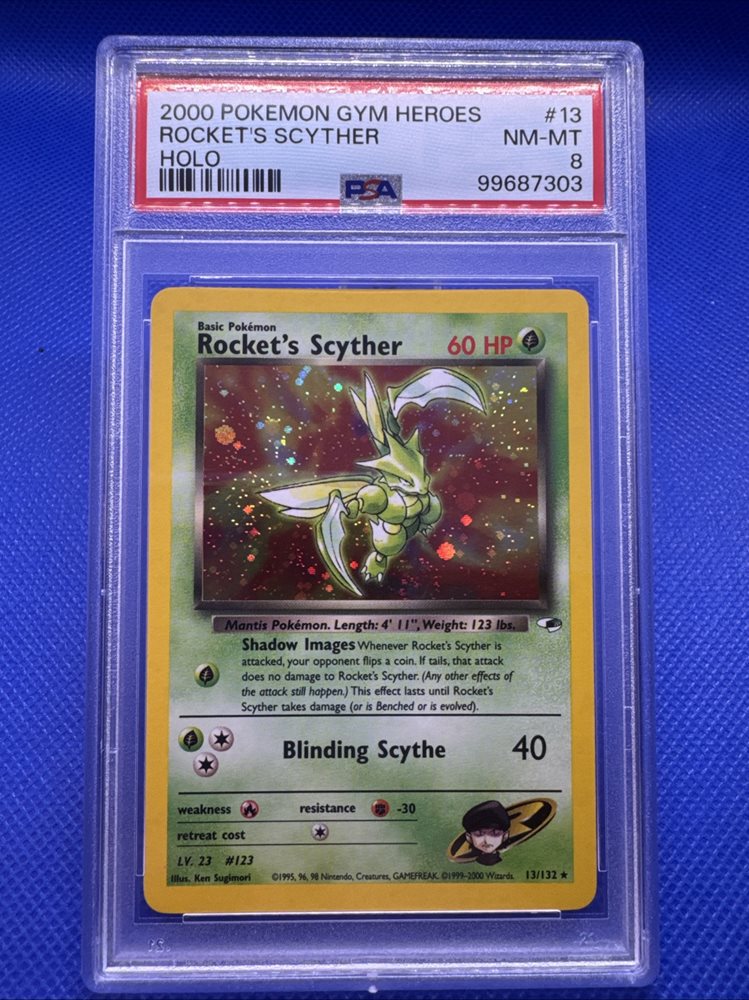 2000 POKEMON GYM HEROES #13
ROCKET'S SCYTHER NM-MT
HOLO 8
PSA 99687303
Basic Pokémon
Rocket's Scyther 60 HP
Mantis Pokémon. Length: 4' 11", Weight: 123 lbs.
Shadow Images Whenever Rocket's Scyther is
attacked, your opponent flips a coin. If tails, that attack
does no damage to Rocket's Scyther. (Any other effects of
the attack still happen.) This effect lasts until Rocket's
Scyther takes damage (or is Benched or is evolved).
Blinding Scythe 40
weakness resistance -30
retreat cost
LV. 23 #123
Illus. Ken Sugimori ©1995, 96, 98 Nintendo, Creatures, GAMEFREAK. ©1999-2000 Wizards. 13/132 ★